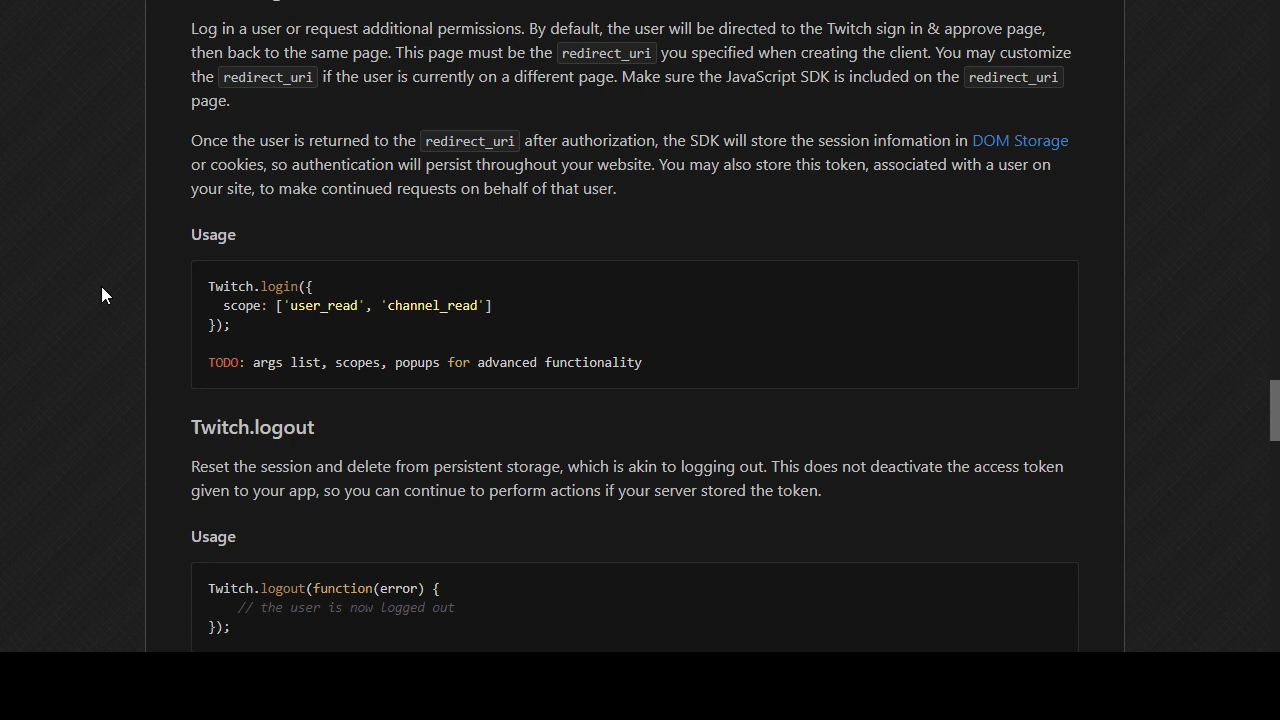 Log in a user or request additional permissions. By default, the user will be directed to the Twitch sign in & approve page,
then back to the same page. This page must be the redirect_uri you specified when creating the client. You may customize
the redirect_uri if the user is currently on a different page. Make sure the JavaScript SDK is included on the redirect_uri
page.
Once the user is returned to the redirect_uri after authorization, the SDK will store the session infomation in DOM Storage
or cookies, so authentication will persist throughout your website. You may also store this token, associated with a user on
your site, to make continued requests on behalf of that user.
Usage
Twitch.login({
  scope: ['user_read', 'channel_read']
});
TODO: args list, scopes, popups for advanced functionality
Twitch.logout
Reset the session and delete from persistent storage, which is akin to logging out. This does not deactivate the access token
given to your app, so you can continue to perform actions if your server stored the token.
Usage
Twitch.logout(function(error) {
    // the user is now logged out
});